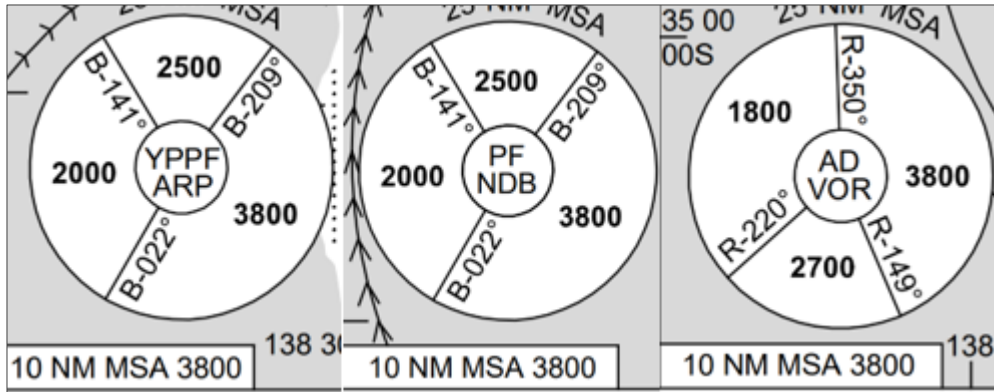 25 NM MSA
2500
B-141°
B-209°
YPPF
ARP
2000
3800
B-022°
138 30
10 NM MSA 3800
25 NM MSA
2500
B-141°
B-209°
PF
NDB
2000
3800
B-022°
10 NM MSA 3800
35 00
00S
25 NM MSA
R-350°
1800
AD
VOR
3800
R-220°
R-149°
2700
138
10 NM MSA 3800